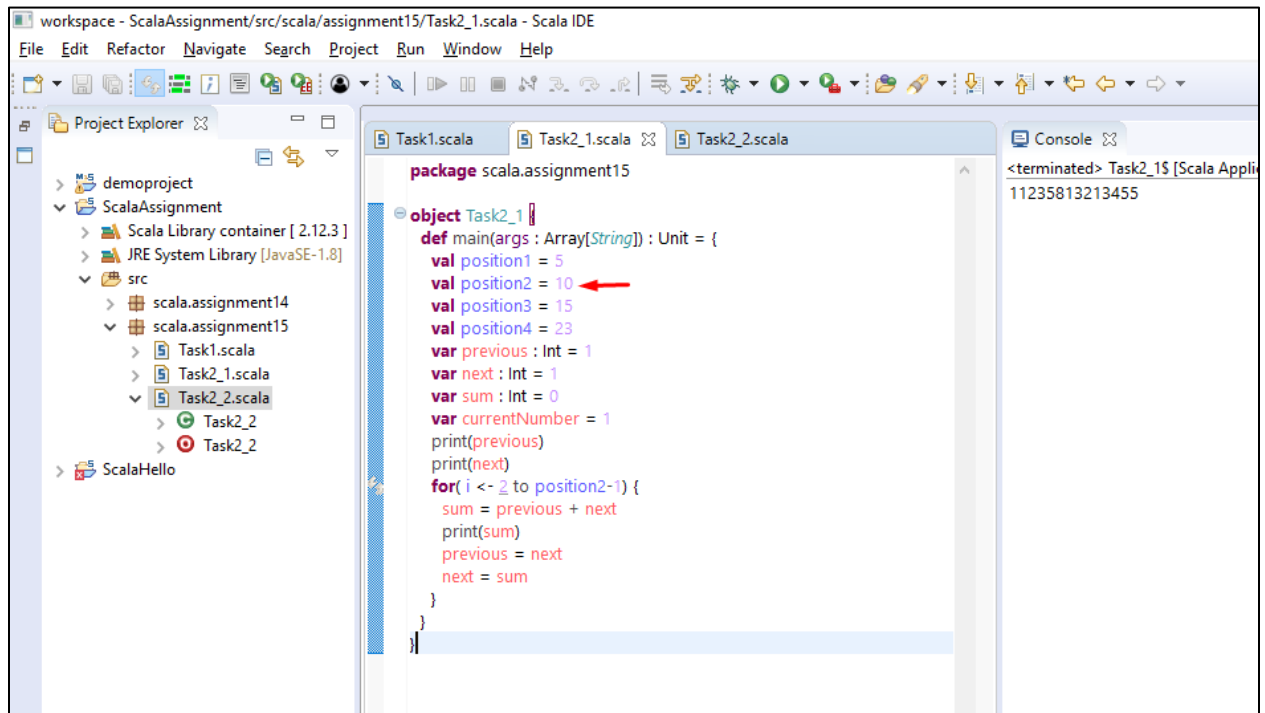 workspace - ScalaAssignment/src/scala/assignment15/Task2_1.scala - Scala IDE
File Edit Refactor Navigate Search Project Run Window Help
Project Explorer
demoproject
ScalaAssignment
Scala Library container [ 2.12.3 ]
JRE System Library [JavaSE-1.8]
src
scala.assignment14
scala.assignment15
Task1.scala
Task2_1.scala
Task2_2.scala
Task2_2
Task2_2
ScalaHello
Task1.scala Task2_1.scala Task2_2.scala
package scala.assignment15
object Task2_1 {
def main(args : Array[String]) : Unit = {
val position1 = 5
val position2 = 10
val position3 = 15
val position4 = 23
var previous : Int = 1
var next : Int = 1
var sum : Int = 0
var currentNumber = 1
print(previous)
print(next)
for( i <- 2 to position2-1) {
sum = previous + next
print(sum)
previous = next
next = sum
}
}
}
Console
<terminated> Task2_1$ [Scala Appli
11235813213455